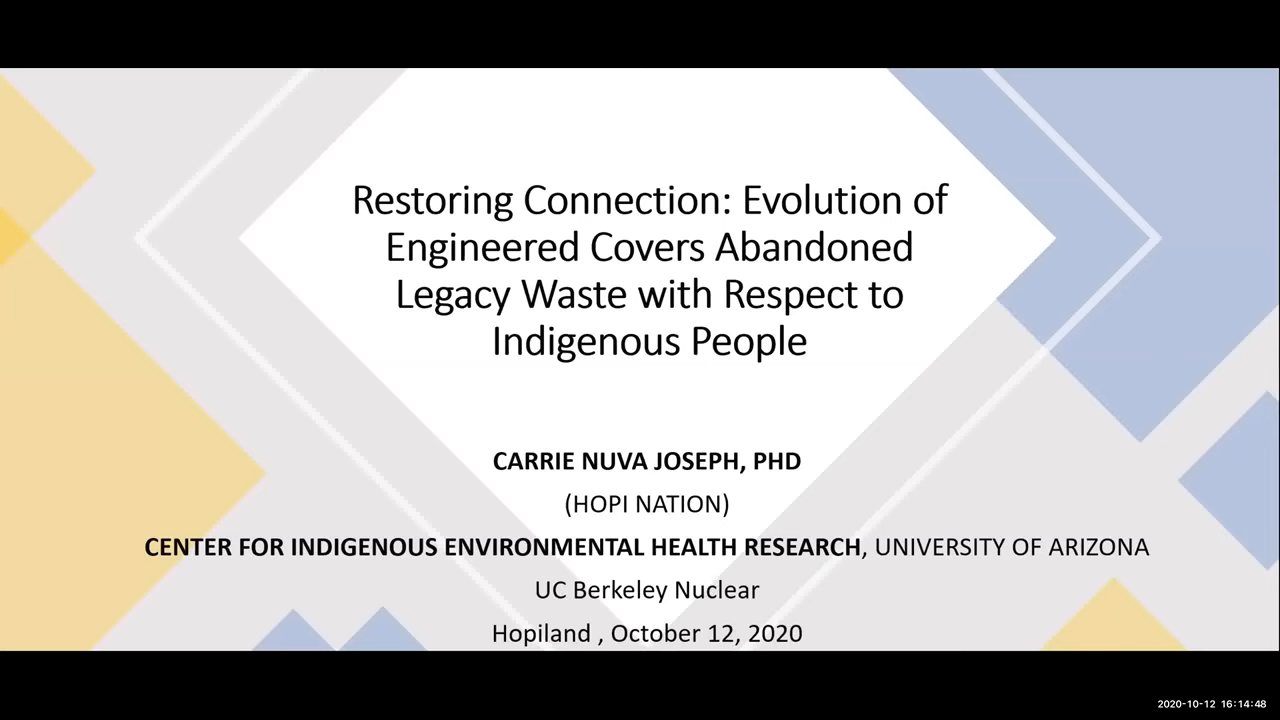 Restoring Connection: Evolution of
Engineered Covers Abandoned
Legacy Waste with Respect to
Indigenous People
CARRIE NUVA JOSEPH, PHD
(HOPI NATION)
CENTER FOR INDIGENOUS ENVIRONMENTAL HEALTH RESEARCH, UNIVERSITY OF ARIZONA
UC Berkeley Nuclear
Hopiland , October 12, 2020
2020-10-12 16:14:48